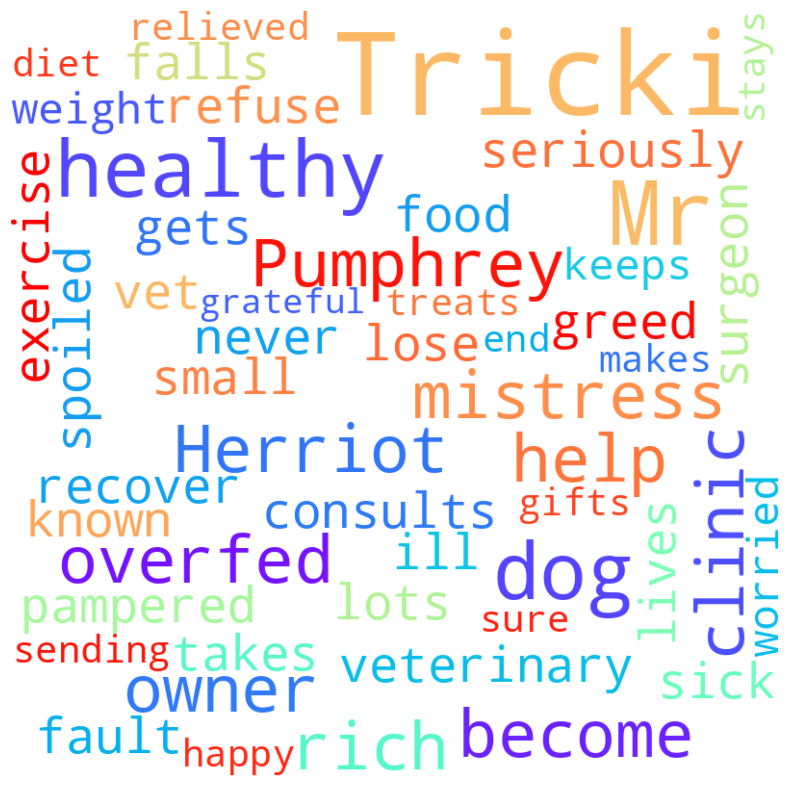 relieved
Tricki
stays
diet
falls
weight
refuse
healthy
seriously
exercise
gets
food
Mr
surgeon
Pumphrey
keeps
spoiled
vet
grateful
treats
never
lose
end
greed
makes
small
mistress
Herriot
help
clinic
recover
consults
gifts
known
worried
overfed
ill
dog
lives
pampered
lots
sure
sending
takes
veterinary
sick
owner
fault
happy
rich
become